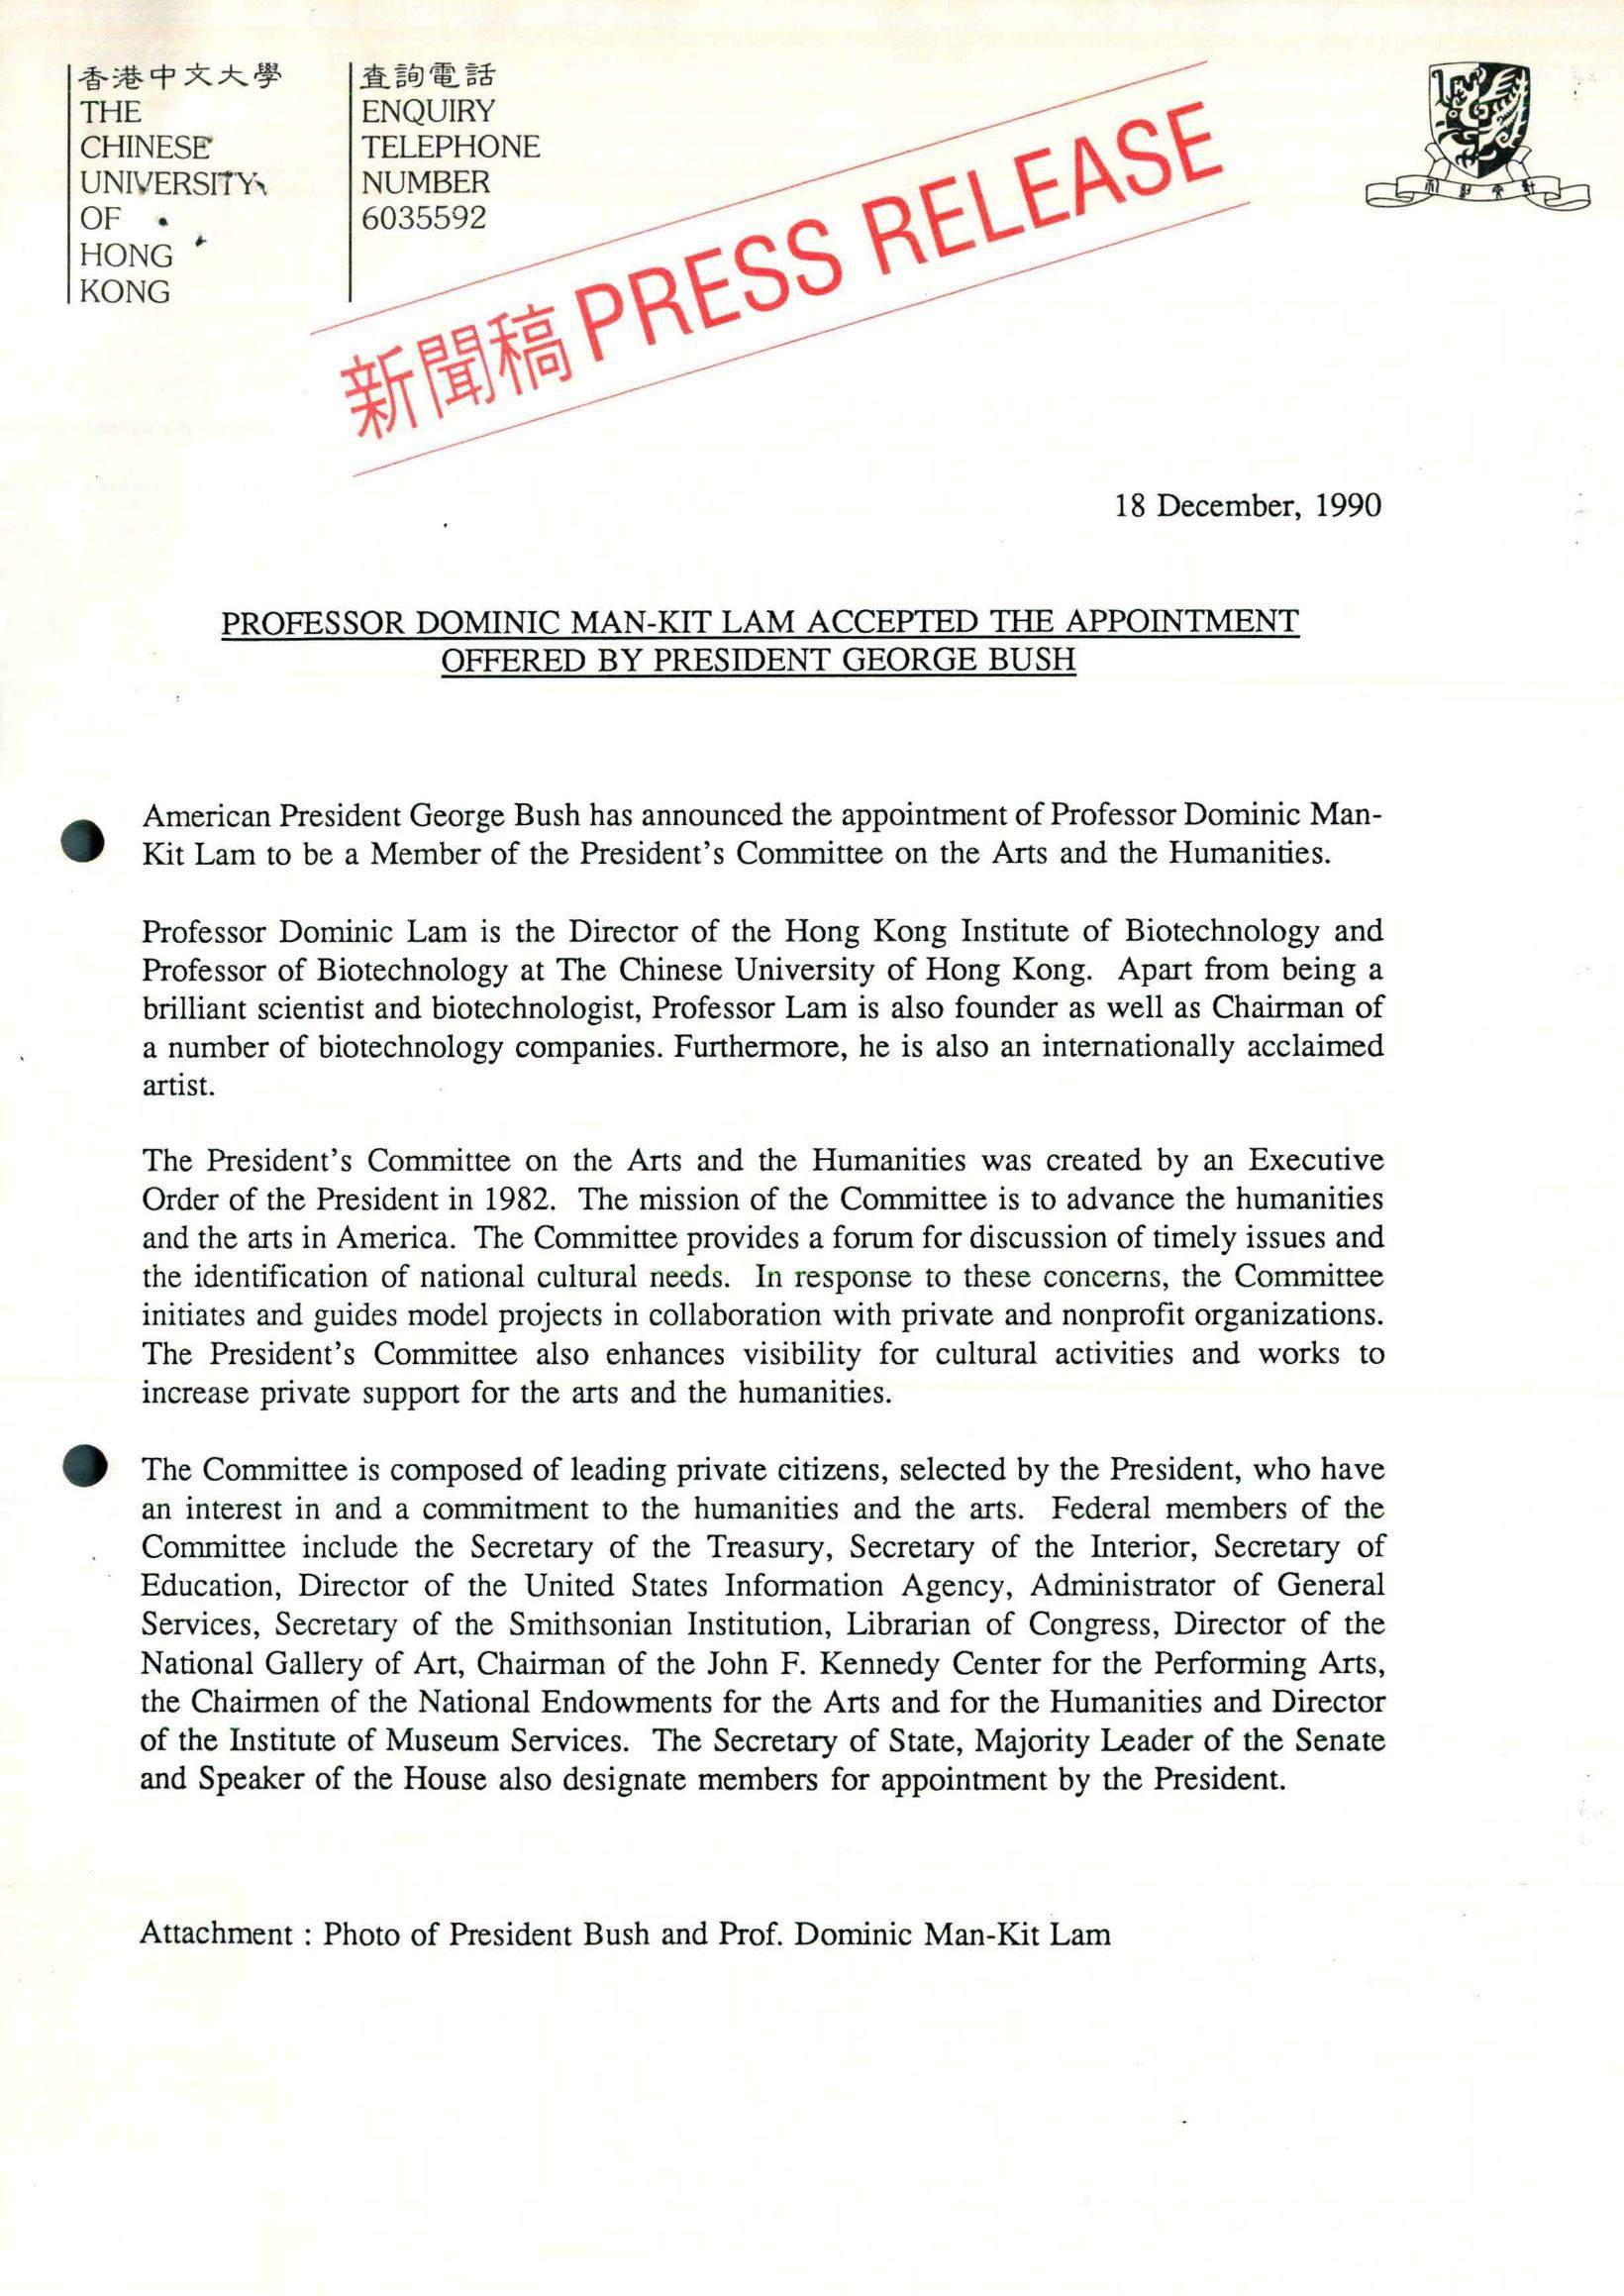 香港中文大學
THE
CHINESE
UNIVERSITY
OF
HONG
KONG
查詢電話
ENQUIRY
TELEPHONE
NUMBER
6035592
新聞稿 PRESS RELEASE
18 December, 1990
PROFESSOR DOMINIC MAN-KIT LAM ACCEPTED THE APPOINTMENT
OFFERED BY PRESIDENT GEORGE BUSH
American President George Bush has announced the appointment of Professor Dominic Man-
Kit Lam to be a Member of the President's Committee on the Arts and the Humanities.
Professor Dominic Lam is the Director of the Hong Kong Institute of Biotechnology and
Professor of Biotechnology at The Chinese University of Hong Kong. Apart from being a
brilliant scientist and biotechnologist, Professor Lam is also founder as well as Chairman of
a number of biotechnology companies. Furthermore, he is also an internationally acclaimed
artist.
The President's Committee on the Arts and the Humanities was created by an Executive
Order of the President in 1982. The mission of the Committee is to advance the humanities
and the arts in America. The Committee provides a forum for discussion of timely issues and
the identification of national cultural needs. In response to these concerns, the Committee
initiates and guides model projects in collaboration with private and nonprofit organizations.
The President's Committee also enhances visibility for cultural activities and works to
increase private support for the arts and the humanities.
The Committee is composed of leading private citizens, selected by the President, who have
an interest in and a commitment to the humanities and the arts. Federal members of the
Committee include the Secretary of the Treasury, Secretary of the Interior, Secretary of
Education, Director of the United States Information Agency, Administrator of General
Services, Secretary of the Smithsonian Institution, Librarian of Congress, Director of the
National Gallery of Art, Chairman of the John F. Kennedy Center for the Performing Arts,
the Chairmen of the National Endowments for the Arts and for the Humanities and Director
of the Institute of Museum Services. The Secretary of State, Majority Leader of the Senate
and Speaker of the House also designate members for appointment by the President.
Attachment : Photo of President Bush and Prof. Dominic Man-Kit Lam